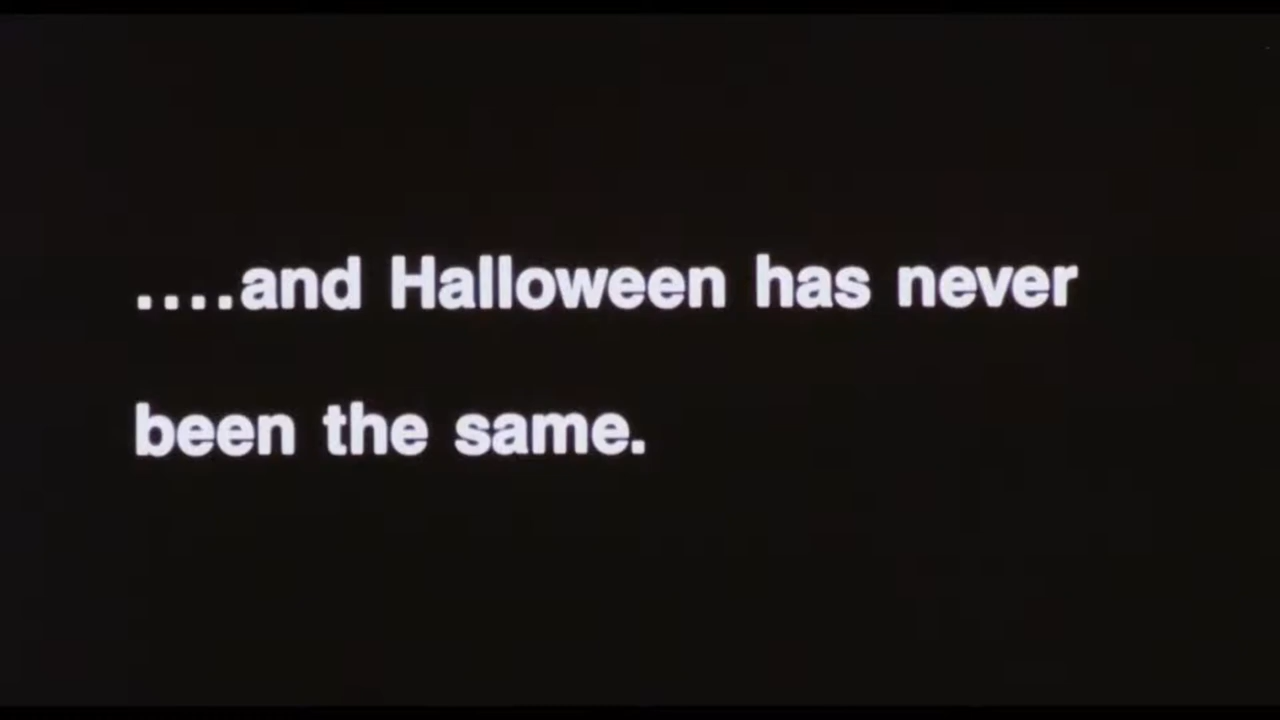 ....and Halloween has never
been the same.